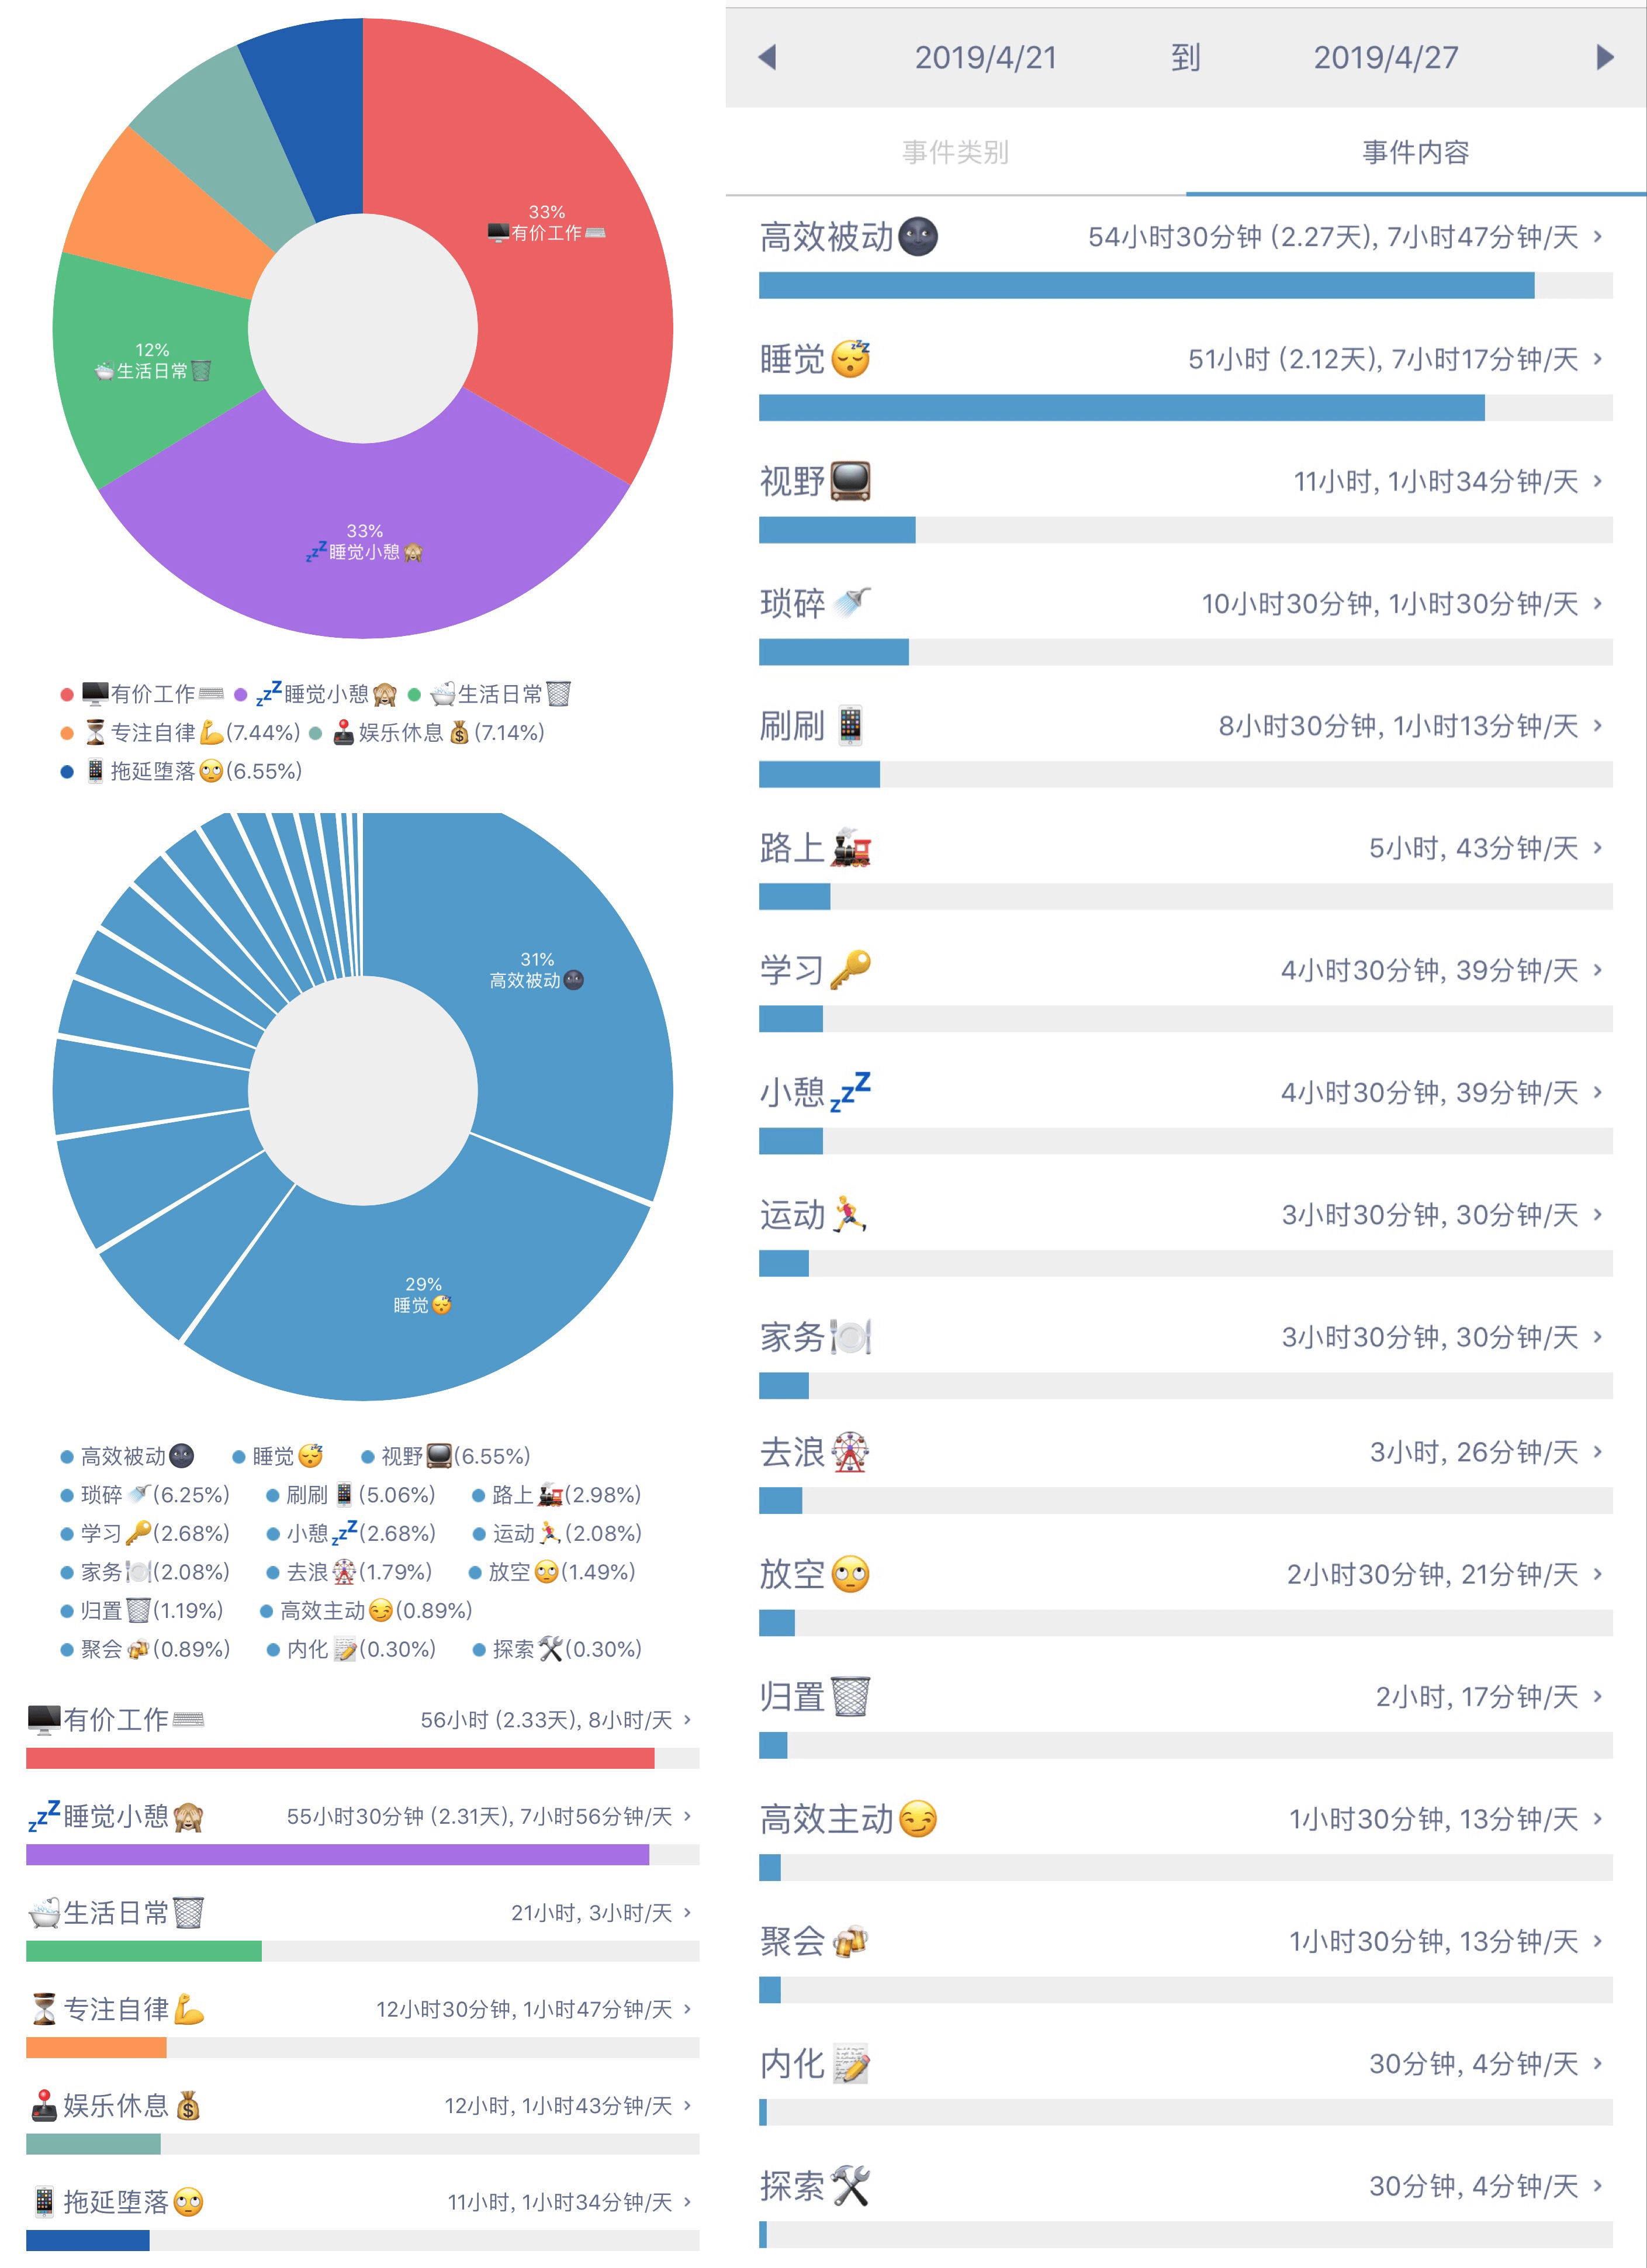 33%
🖥️有价工作⌨️
12%
🛀生活日常🗑️
33%
💤睡觉小憩🙈
🖥️有价工作⌨️ 💤睡觉小憩🙈 🛀生活日常🗑️
⏳专注自律💪(7.44%) 🕹️娱乐休息💰(7.14%)
📱拖延堕落🙄(6.55%)
31%
高效被动🌚
29%
睡觉😴
高效被动🌚 睡觉😴 视野📺(6.55%)
琐碎🚿(6.25%) 刷刷📱(5.06%) 路上🚂(2.98%)
学习🔑(2.68%) 小憩💤(2.68%) 运动🏃(2.08%)
家务🍽️(2.08%) 去浪🎡(1.79%) 放空🙄(1.49%)
归置🗑️(1.19%) 高效主动😏(0.89%)
聚会🍻(0.89%) 内化📝(0.30%) 探索🛠️(0.30%)
🖥️有价工作⌨️ 56小时 (2.33天), 8小时/天
💤睡觉小憩🙈 55小时30分钟 (2.31天), 7小时56分钟/天
🛀生活日常🗑️ 21小时, 3小时/天
⏳专注自律💪 12小时30分钟, 1小时47分钟/天
🕹️娱乐休息💰 12小时, 1小时43分钟/天
📱拖延堕落🙄 11小时, 1小时34分钟/天
2019/4/21 到 2019/4/27
事件类别 事件内容
高效被动🌚 54小时30分钟 (2.27天), 7小时47分钟/天
睡觉😴 51小时 (2.12天), 7小时17分钟/天
视野📺 11小时, 1小时34分钟/天
琐碎🚿 10小时30分钟, 1小时30分钟/天
刷刷📱 8小时30分钟, 1小时13分钟/天
路上🚂 5小时, 43分钟/天
学习🔑 4小时30分钟, 39分钟/天
小憩💤 4小时30分钟, 39分钟/天
运动🏃 3小时30分钟, 30分钟/天
家务🍽️ 3小时30分钟, 30分钟/天
去浪🎡 3小时, 26分钟/天
放空🙄 2小时30分钟, 21分钟/天
归置🗑️ 2小时, 17分钟/天
高效主动😏 1小时30分钟, 13分钟/天
聚会🍻 1小时30分钟, 13分钟/天
内化📝 30分钟, 4分钟/天
探索🛠️ 30分钟, 4分钟/天